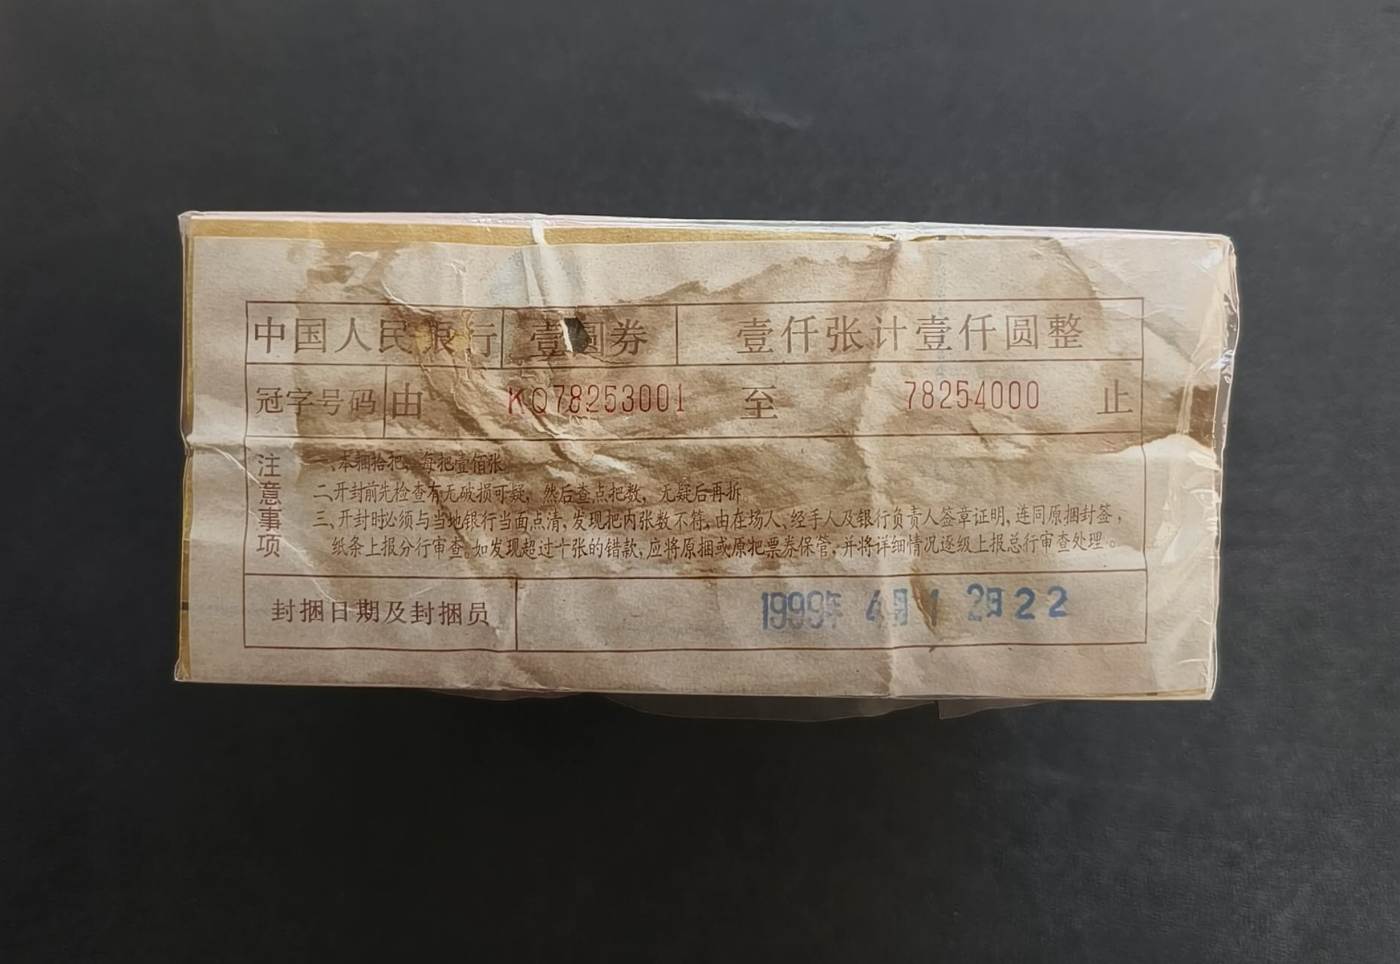 中国人民银行 壹圆券 壹仟张计壹仟圆整
冠字号码 由 KQ78253001 至 78254000 止
注意事项
一、本捆拾把，每把壹佰张。
二、开封前先检查有无破损可疑，然后查点把数，无疑后再拆。
三、开封时必须与当地银行当面点清，发现把内张数不符，由在场人、经手人及银行负责人签章证明，连同原捆封签，
纸条上报分行审查。如发现超过十张的错款，应将原捆或原把票券保管，并将详细情况逐级上报总行审查处理。
封捆日期及封捆员 1999年 月1 2日22